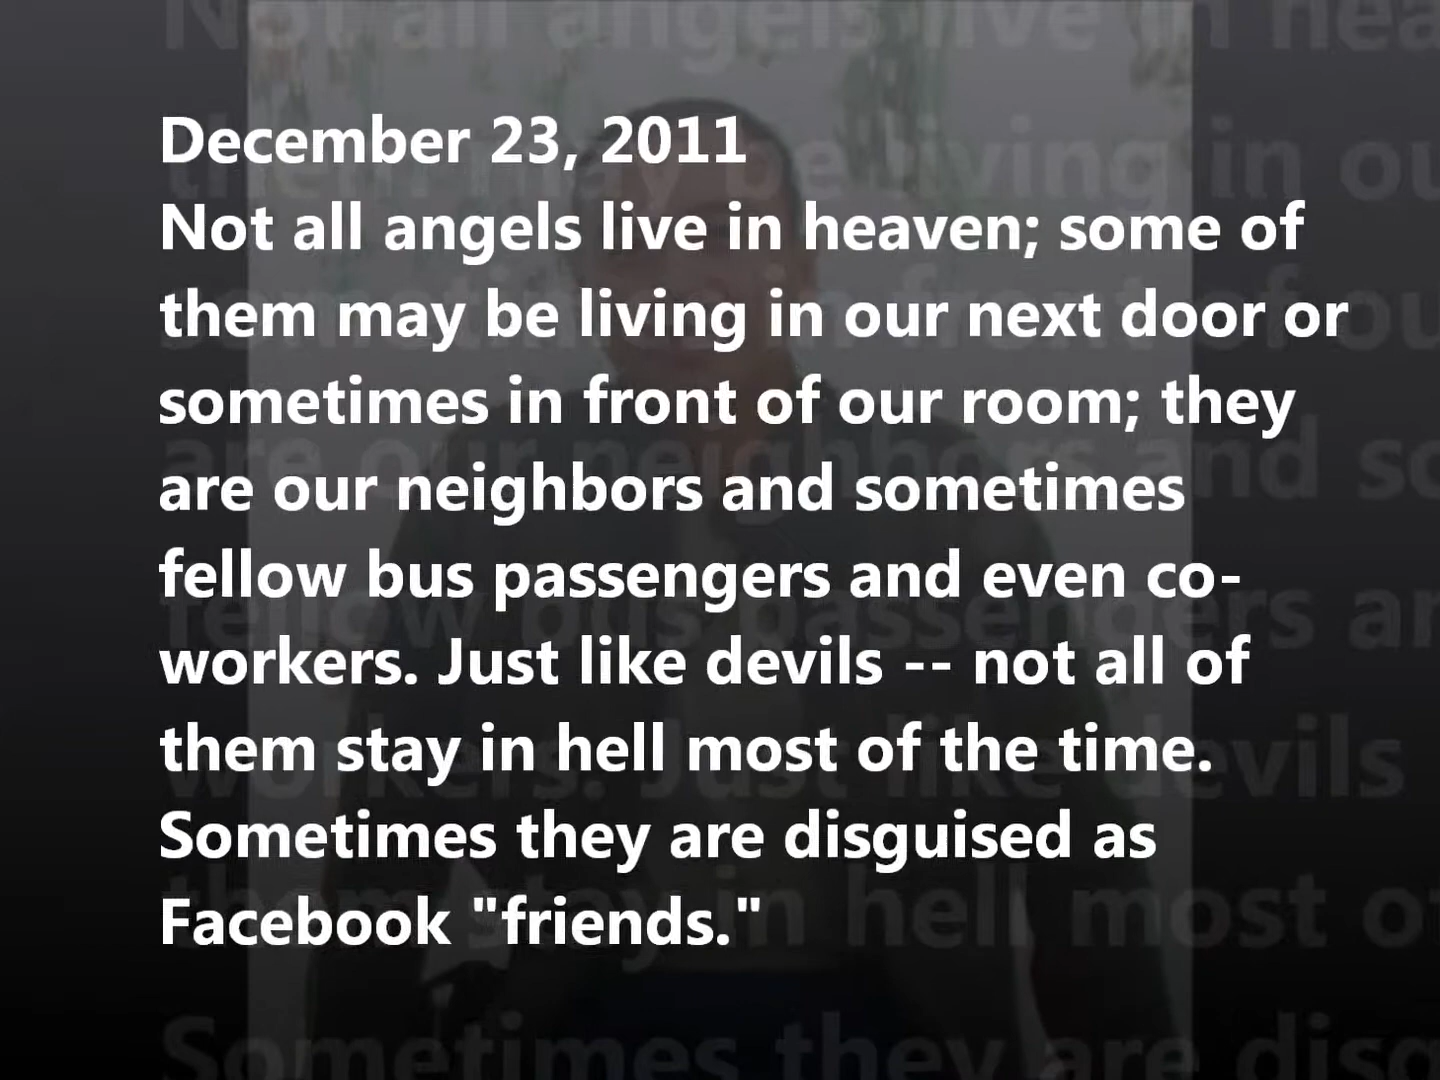 December 23, 2011
Not all angels live in heaven; some of
them may be living in our next door or
sometimes in front of our room; they
are our neighbors and sometimes
fellow bus passengers and even co-
workers. Just like devils -- not all of
them stay in hell most of the time.
Sometimes they are disguised as
Facebook "friends."